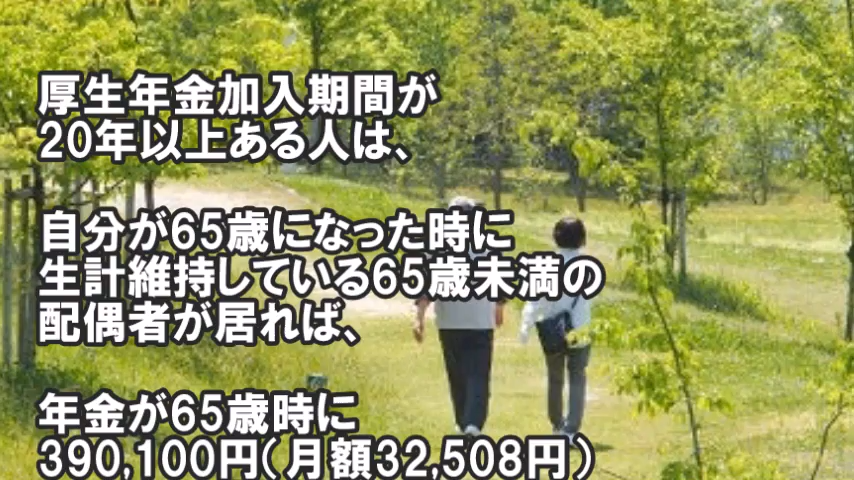 厚生年金加入期間が
20年以上ある人は、
自分が65歳になった時に
生計維持している65歳未満の
配偶者が居れば、
年金が65歳時に
390,100円（月額32,508円）